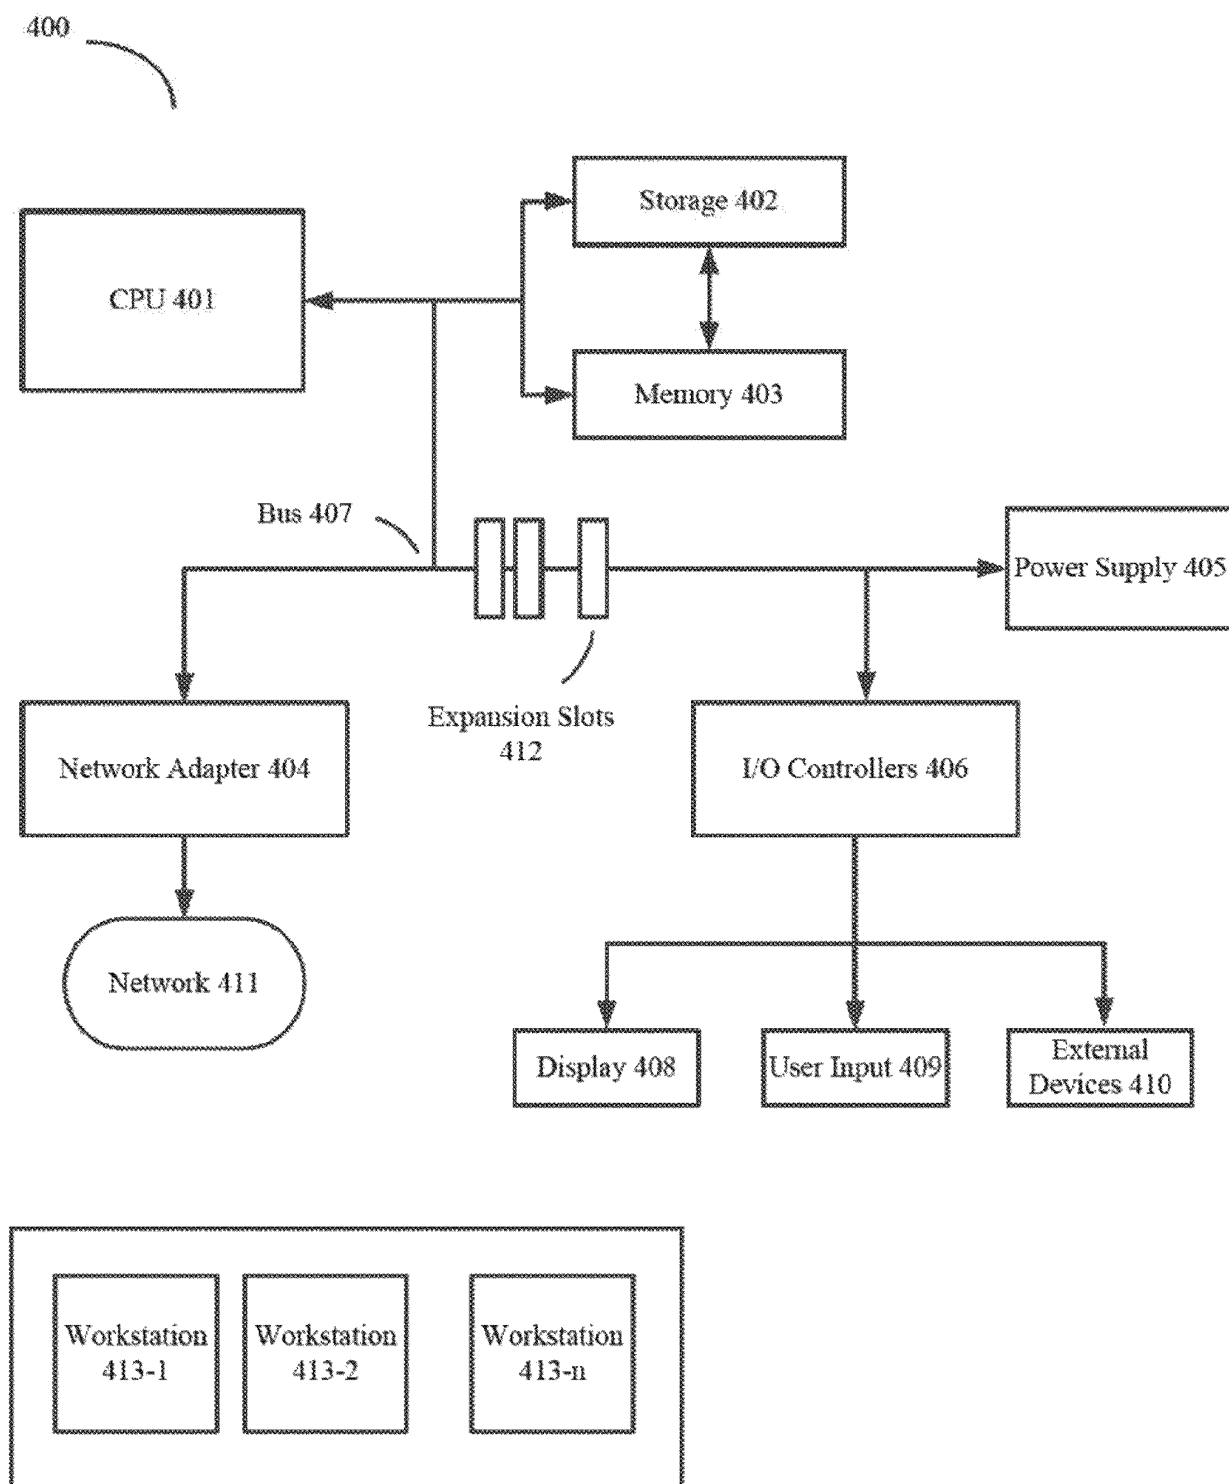 400
Storage 402
CPU 401
Memory 403
Bus 407
Power Supply 405
Expansion Slots
412
Network Adapter 404
I/O Controllers 406
Network 411
Display 408
User Input 409
External
Devices 410
Workstation
413-1
Workstation
413-2
Workstation
413-n